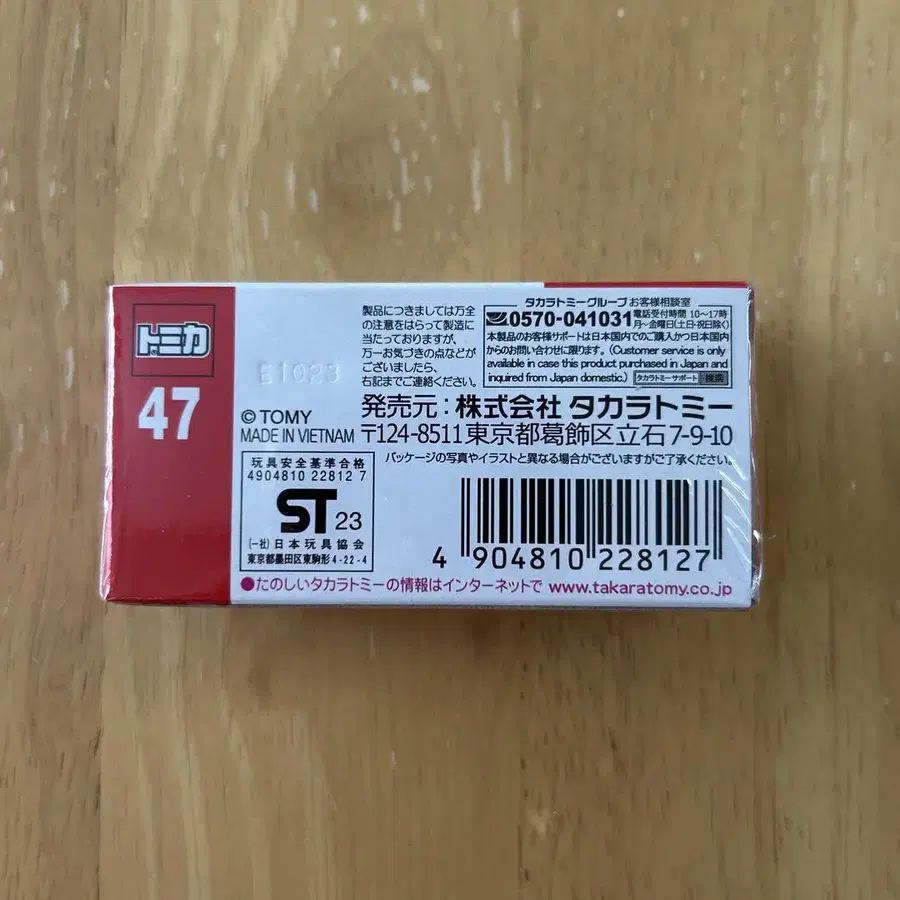 トミカ
47
E1023
© TOMY
MADE IN VIETNAM
製品につきましては万全
の注意をはらって製造に
当たっておりますが、
万一お気づきの点などが
ございましたら、
右記までご連絡ください。
タカラトミーグループ お客様相談室
0570-041031
電話受付時間 10〜17時
月〜金曜日(土・日・祝日除く)
本製品のお客様サポートは日本国内でのご購入かつ日本国内
からのお問い合わせに限ります。(Customer service is only
available in case this product purchased in Japan and
inquired from Japan domestic.) タカラトミーサポート 検索
発売元:株式会社 タカラトミー
〒124-8511東京都葛飾区立石7-9-10
パッケージの写真やイラストと異なる場合がございますがご了承ください。
玩具安全基準合格
4904810 22812 7
ST 23
(一社)日本玩具協会
東京都墨田区東駒形4-22-4
4 904810 228127
●たのしいタカラトミーの情報はインターネットで www.takaratomy.co.jp